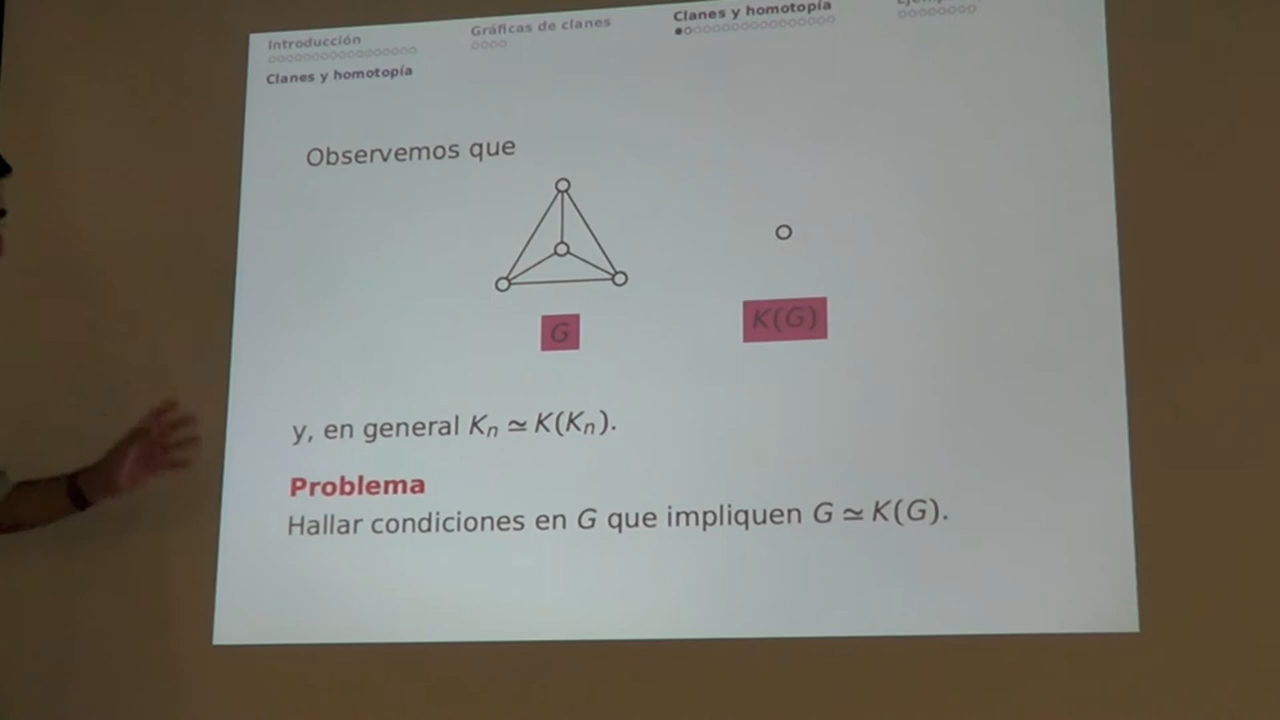 Introducción
Gráficas de clanes
Clanes y homotopía
Clanes y homotopía
Observemos que
G
K(G)
y, en general Kₙ ≃ K(Kₙ).
Problema
Hallar condiciones en G que impliquen G ≃ K(G).